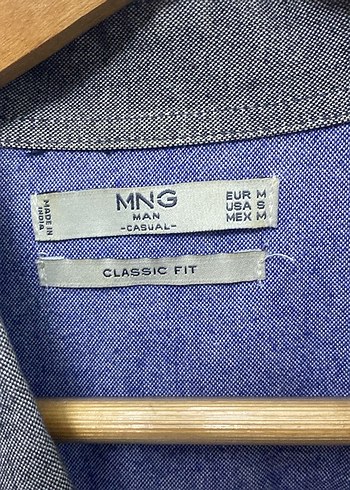 MADE IN
INDIA
MNG
MAN
-CASUAL-
EUR M
USA S
MEX M
CLASSIC FIT